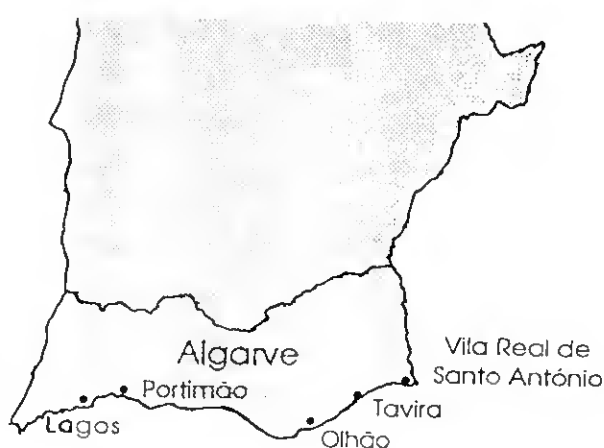 Algarve
Vila Real de
Santo António
Portimão
Lagos
Tavira
Olhão